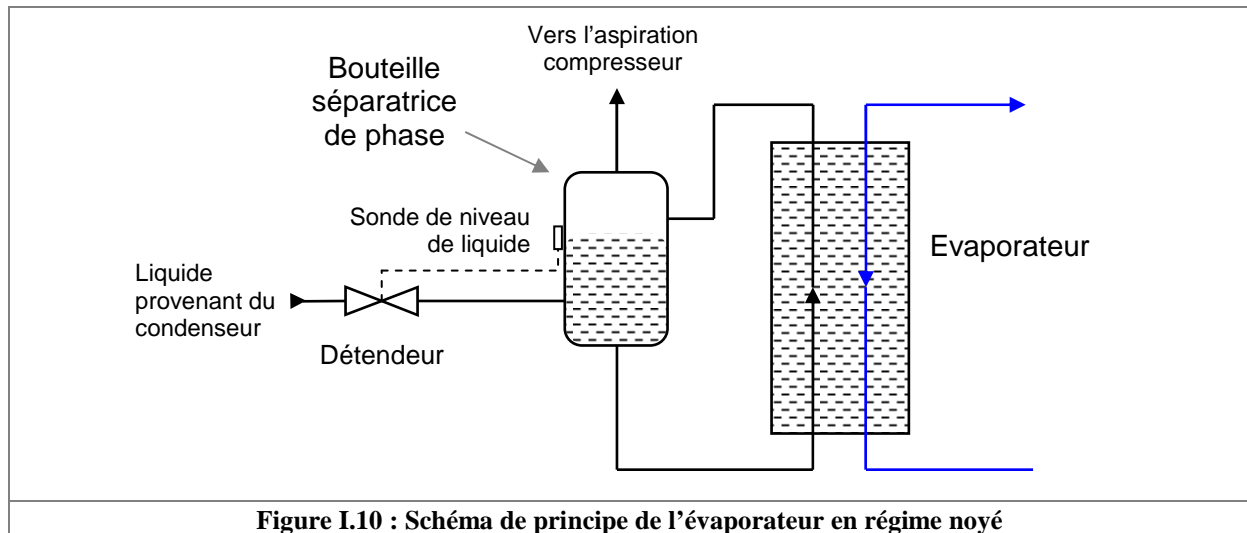 Vers l'aspiration
compresseur
Bouteille
séparatrice
de phase
Sonde de niveau
de liquide
Evaporateur
Liquide
provenant du
condenseur
Détendeur
Figure I.10 : Schéma de principe de l'évaporateur en régime noyé